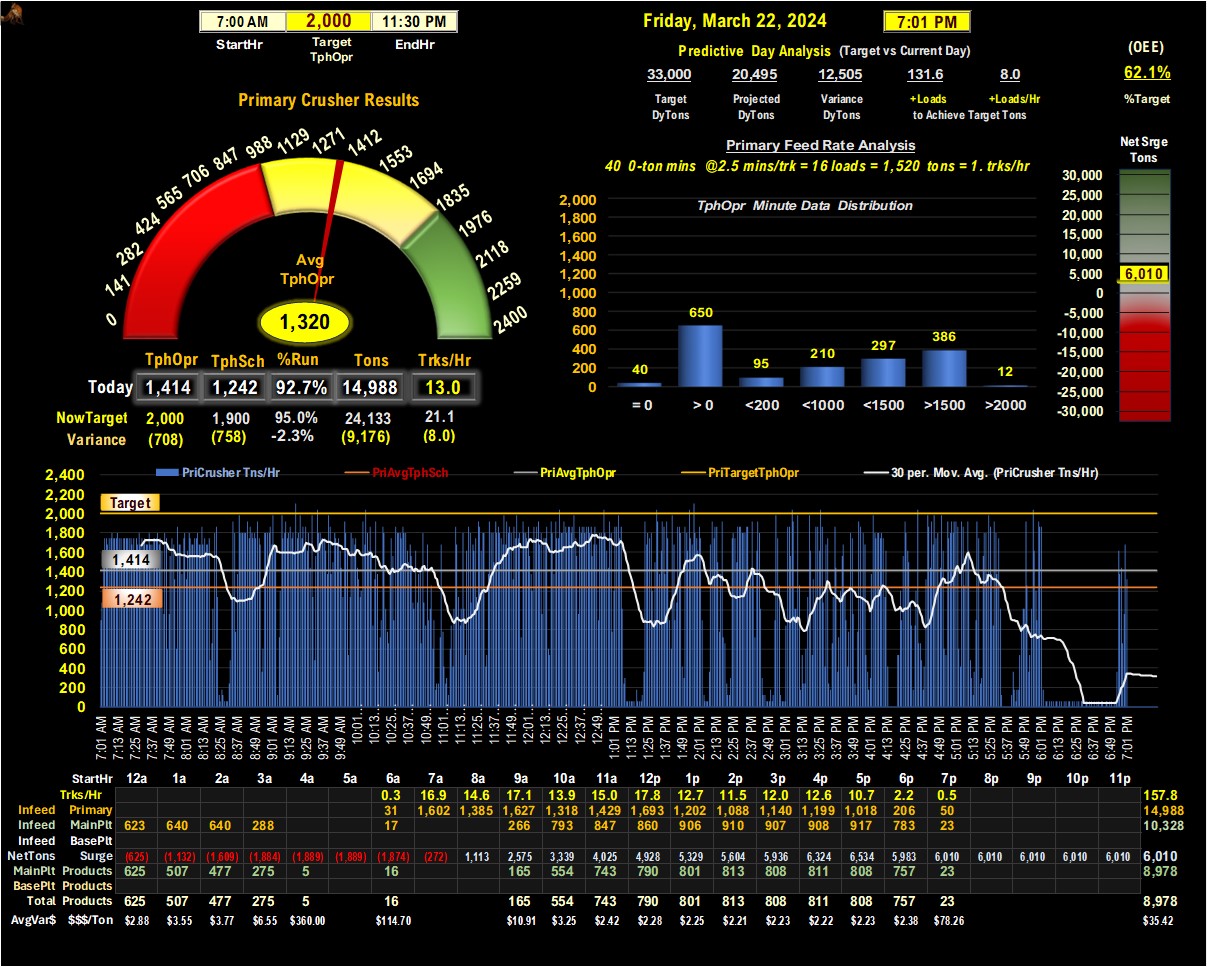 7:00 AM 2,000 11:30 PM
StartHr Target TphOpr EndHr
Friday, March 22, 2024 7:01 PM
Predictive Day Analysis (Target vs Current Day)
33,000 20,495 12,505 131.6 8.0
Target Projected Variance +Loads +Loads/Hr
DyTons DyTons DyTons to Achieve Target Tons
(OEE)
62.1%
%Target
Primary Crusher Results
0 141 282 424 565 706 847 988 1129 1271 1412 1553 1694 1835 1976 2118 2259 2400
Avg
TphOpr
1,320
TphOpr TphSch %Run Tons Trks/Hr
Today 1,414 1,242 92.7% 14,988 13.0
NowTarget 2,000 1,900 95.0% 24,133 21.1
Variance (708) (758) -2.3% (9,176) (8.0)
Primary Feed Rate Analysis
40 0-ton mins @2.5 mins/trk = 16 loads = 1,520 tons = 1. trks/hr
TphOpr Minute Data Distribution
2,000
1,800
1,600
1,400
1,200
1,000
800
600
400
200
0
40 650 95 210 297 386 12
= 0 > 0 <200 <1000 <1500 >1500 >2000
Net Srge
Tons
30,000
25,000
20,000
15,000
10,000
5,000 6,010
0
-5,000
-10,000
-15,000
-20,000
-25,000
-30,000
PriCrusher Tns/Hr PriAvgTphSch PriAvgTphOpr PriTargetTphOpr 30 per. Mov. Avg. (PriCrusher Tns/Hr)
2,400
2,200
2,000
1,800
1,600
1,400
1,200
1,000
800
600
400
200
0
Target
1,414
1,242
7:01 AM 7:13 AM 7:25 AM 7:37 AM 7:49 AM 8:01 AM 8:13 AM 8:25 AM 8:37 AM 8:49 AM 9:01 AM 9:13 AM 9:25 AM 9:37 AM 9:49 AM 10:01… 10:13… 10:25… 10:37… 10:49… 11:01… 11:13… 11:25… 11:37… 11:49… 12:01… 12:13… 12:25… 12:37… 12:49… 1:01 PM 1:13 PM 1:25 PM 1:37 PM 1:49 PM 2:01 PM 2:13 PM 2:25 PM 2:37 PM 2:49 PM 3:01 PM 3:13 PM 3:25 PM 3:37 PM 3:49 PM 4:01 PM 4:13 PM 4:25 PM 4:37 PM 4:49 PM 5:01 PM 5:13 PM 5:25 PM 5:37 PM 5:49 PM 6:01 PM 6:13 PM 6:25 PM 6:37 PM 6:49 PM 7:01 PM
StartHr 12a 1a 2a 3a 4a 5a 6a 7a 8a 9a 10a 11a 12p 1p 2p 3p 4p 5p 6p 7p 8p 9p 10p 11p
Trks/Hr 0.3 16.9 14.6 17.1 13.9 15.0 17.8 12.7 11.5 12.0 12.6 10.7 2.2 0.5 157.8
Infeed Primary 31 1,602 1,385 1,627 1,318 1,429 1,693 1,202 1,088 1,140 1,199 1,018 206 50 14,988
Infeed MainPlt 623 640 640 288 17 266 793 847 860 906 910 907 908 917 783 23 10,328
Infeed BasePlt
NetTons Surge (625) (1,132) (1,609) (1,884) (1,889) (1,889) (1,874) (272) 1,113 2,575 3,339 4,025 4,928 5,329 5,604 5,936 6,324 6,534 5,983 6,010 6,010 6,010 6,010 6,010 6,010
MainPlt Products 625 507 477 275 5 16 165 554 743 790 801 813 808 811 808 757 23 8,978
BasePlt Products
Total Products 625 507 477 275 5 16 165 554 743 790 801 813 808 811 808 757 23 8,978
AvgVar$ $$$/Ton $2.88 $3.55 $3.77 $6.55 $360.00 $114.70 $10.91 $3.25 $2.42 $2.28 $2.25 $2.21 $2.23 $2.22 $2.23 $2.38 $78.26 $35.42